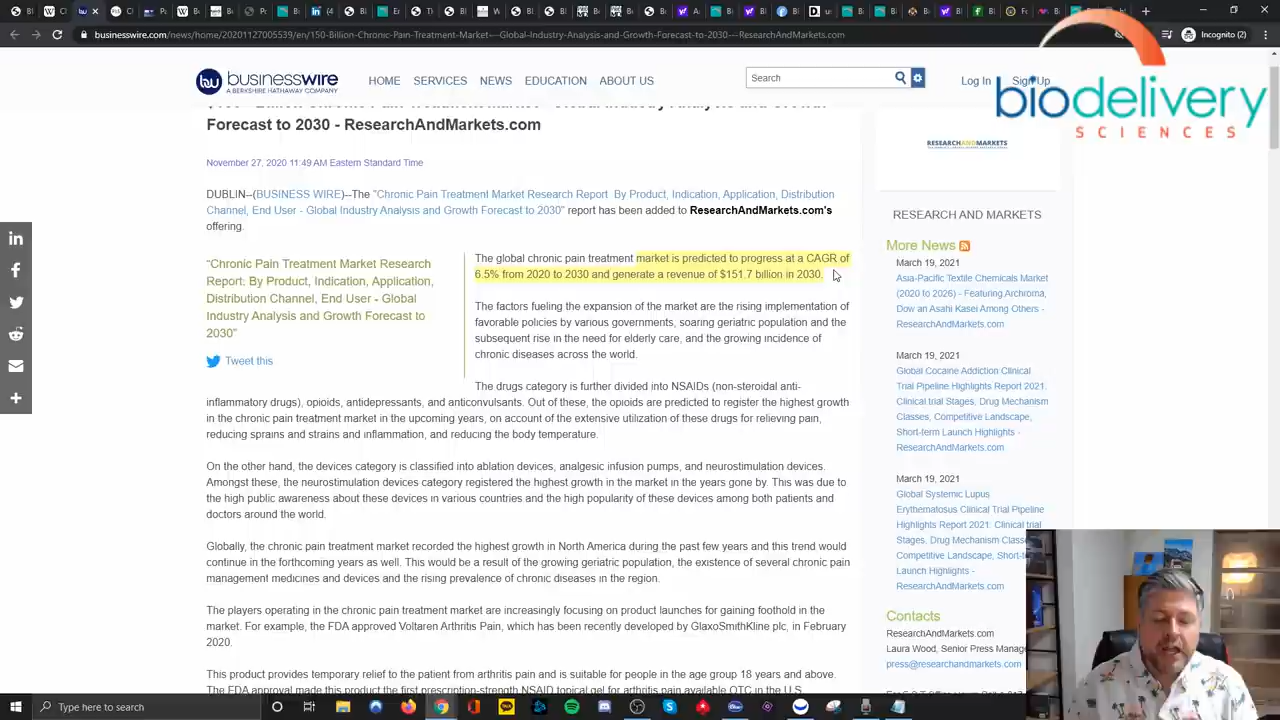 businesswire.com/news/home/20201127005539/en/150-Billion-Chronic-Pain-Treatment-Market---Global-Industry-Analysis-and-Growth-Forecast-to-2030---ResearchAndMarkets.com
Incognito (2)
businesswire
A BERKSHIRE HATHAWAY COMPANY
HOME SERVICES NEWS EDUCATION ABOUT US
Search
Log In
Sign Up
biodelivery
SCIENCES
Forecast to 2030 - ResearchAndMarkets.com
November 27, 2020 11:49 AM Eastern Standard Time
DUBLIN--(BUSINESS WIRE)--The "Chronic Pain Treatment Market Research Report: By Product, Indication, Application, Distribution
Channel, End User - Global Industry Analysis and Growth Forecast to 2030" report has been added to ResearchAndMarkets.com's
offering.
"Chronic Pain Treatment Market Research
Report: By Product, Indication, Application,
Distribution Channel, End User - Global
Industry Analysis and Growth Forecast to
2030"
Tweet this
The global chronic pain treatment market is predicted to progress at a CAGR of
6.5% from 2020 to 2030 and generate a revenue of $151.7 billion in 2030.
The factors fueling the expansion of the market are the rising implementation of
favorable policies by various governments, soaring geriatric population and the
subsequent rise in the need for elderly care, and the growing incidence of
chronic diseases across the world.
The drugs category is further divided into NSAIDs (non-steroidal anti-
inflammatory drugs), opioids, antidepressants, and anticonvulsants. Out of these, the opioids are predicted to register the highest growth
in the in the market in the upcoming years, on account of the extensive utilization of these drugs for relieving pain,
reducing sprains and strains and inflammation, and reducing the body temperature.
On the other hand, the devices category is classified into ablation devices, analgesic infusion pumps, and neurostimulation devices.
Amongst these, the neurostimulation devices category registered the highest growth in the market in the years gone by. This was due to
the high public awareness about these devices in various countries and the high popularity of these devices among both patients and
doctors around the world.
Globally, the chronic pain treatment market recorded the highest growth in North America during the past few years and this trend would
continue in the forthcoming years as well. This would be a result of the growing geriatric population, the existence of several chronic pain
management medicines and devices and the rising prevalence of chronic diseases in the region.
The players operating in the chronic pain treatment market are increasingly focusing on product launches for gaining foothold in the
market. For example, the FDA approved Voltaren Arthritis Pain, which has been recently developed by GlaxoSmithKline plc, in February
2020.
This product provides temporary relief to the patient from arthritis pain and is suitable for people in the age group 18 years and above.
The FDA approval made this product the first prescription-strength NSAID topical gel for arthritis pain available OTC in the U.S.
RESEARCHANDMARKETS
RESEARCH AND MARKETS
More News
March 19, 2021
Asia-Pacific Textile Chemicals Market
(2020 to 2026) - Featuring Archroma,
Dow an Asahi Kasei Among Others -
ResearchAndMarkets.com
March 19, 2021
Global Cocaine Addiction Clinical
Trial Pipeline Highlights Report 2021:
Clinical trial Stages, Drug Mechanism
Classes, Competitive Landscape,
Short-term Launch Highlights -
ResearchAndMarkets.com
March 19, 2021
Global Systemic Lupus
Erythematosus Clinical Trial Pipeline
Highlights Report 2021: Clinical trial
Stages, Drug Mechanism
Competitive Landscape,
Launch Highlights -
ResearchAndMarkets.com
Contacts
ResearchAndMarkets.com
Laura Wood, Senior Press
press@researchandmarkets.com
Type here to search